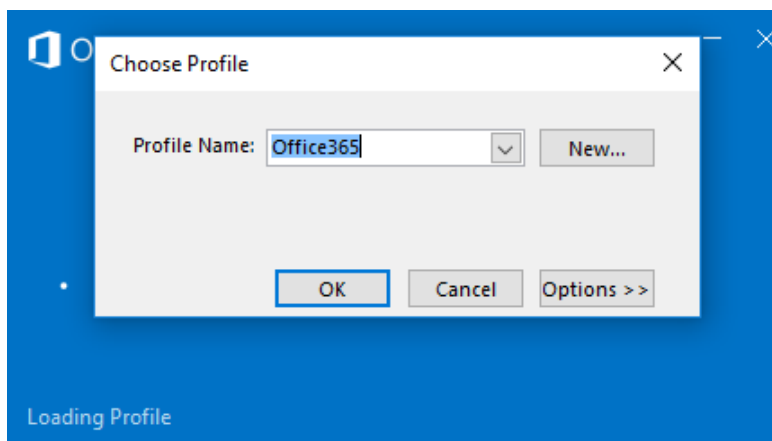 O
Choose Profile
Profile Name: Office365 New...
OK Cancel Options >>
Loading Profile